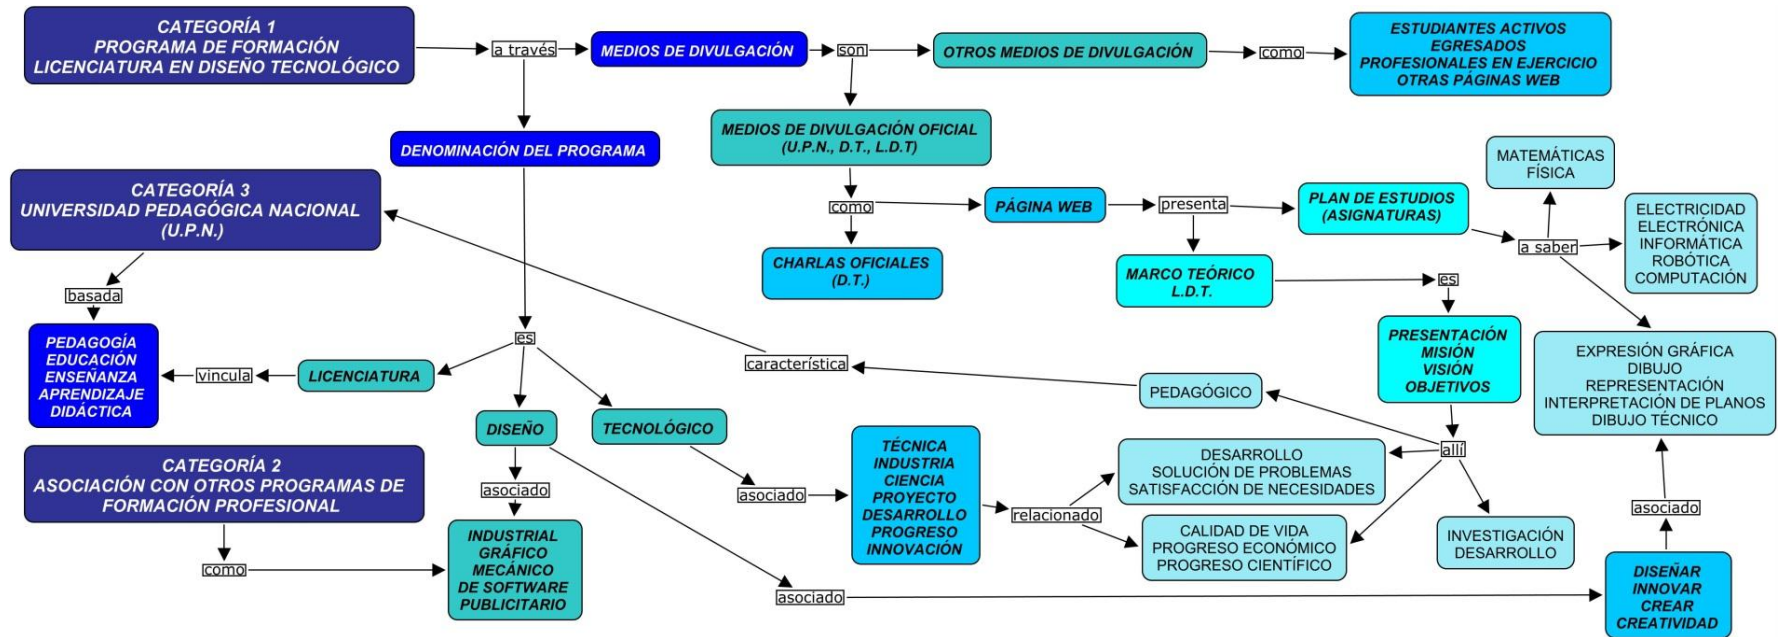 CATEGORÍA 1
PROGRAMA DE FORMACIÓN
LICENCIATURA EN DISEÑO TECNOLÓGICO
a través
MEDIOS DE DIVULGACIÓN
son
OTROS MEDIOS DE DIVULGACIÓN
como
ESTUDIANTES ACTIVOS
EGRESADOS
PROFESIONALES EN EJERCICIO
OTRAS PÁGINAS WEB
DENOMINACIÓN DEL PROGRAMA
MEDIOS DE DIVULGACIÓN OFICIAL
(U.P.N., D.T., L.D.T)
MATEMÁTICAS
FÍSICA
CATEGORÍA 3
UNIVERSIDAD PEDAGÓGICA NACIONAL
(U.P.N.)
como
PÁGINA WEB
presenta
PLAN DE ESTUDIOS
(ASIGNATURAS)
a saber
ELECTRICIDAD
ELECTRÓNICA
INFORMÁTICA
ROBÓTICA
COMPUTACIÓN
CHARLAS OFICIALES
(D.T.)
MARCO TEÓRICO
L.D.T.
es
basada
PEDAGOGÍA
EDUCACIÓN
ENSEÑANZA
APRENDIZAJE
DIDÁCTICA
vincula
LICENCIATURA
es
característica
PEDAGÓGICO
PRESENTACIÓN
MISIÓN
VISIÓN
OBJETIVOS
EXPRESIÓN GRÁFICA
DIBUJO
REPRESENTACIÓN
INTERPRETACIÓN DE PLANOS
DIBUJO TÉCNICO
DISEÑO
TECNOLÓGICO
allí
CATEGORÍA 2
ASOCIACIÓN CON OTROS PROGRAMAS DE
FORMACIÓN PROFESIONAL
asociado
asociado
TÉCNICA
INDUSTRIA
CIENCIA
PROYECTO
DESARROLLO
PROGRESO
INNOVACIÓN
relacionado
DESARROLLO
SOLUCIÓN DE PROBLEMAS
SATISFACCIÓN DE NECESIDADES
CALIDAD DE VIDA
PROGRESO ECONÓMICO
PROGRESO CIENTÍFICO
INVESTIGACIÓN
DESARROLLO
asociado
como
INDUSTRIAL
GRÁFICO
MECÁNICO
DE SOFTWARE
PUBLICITARIO
asociado
DISEÑAR
INNOVAR
CREAR
CREATIVIDAD